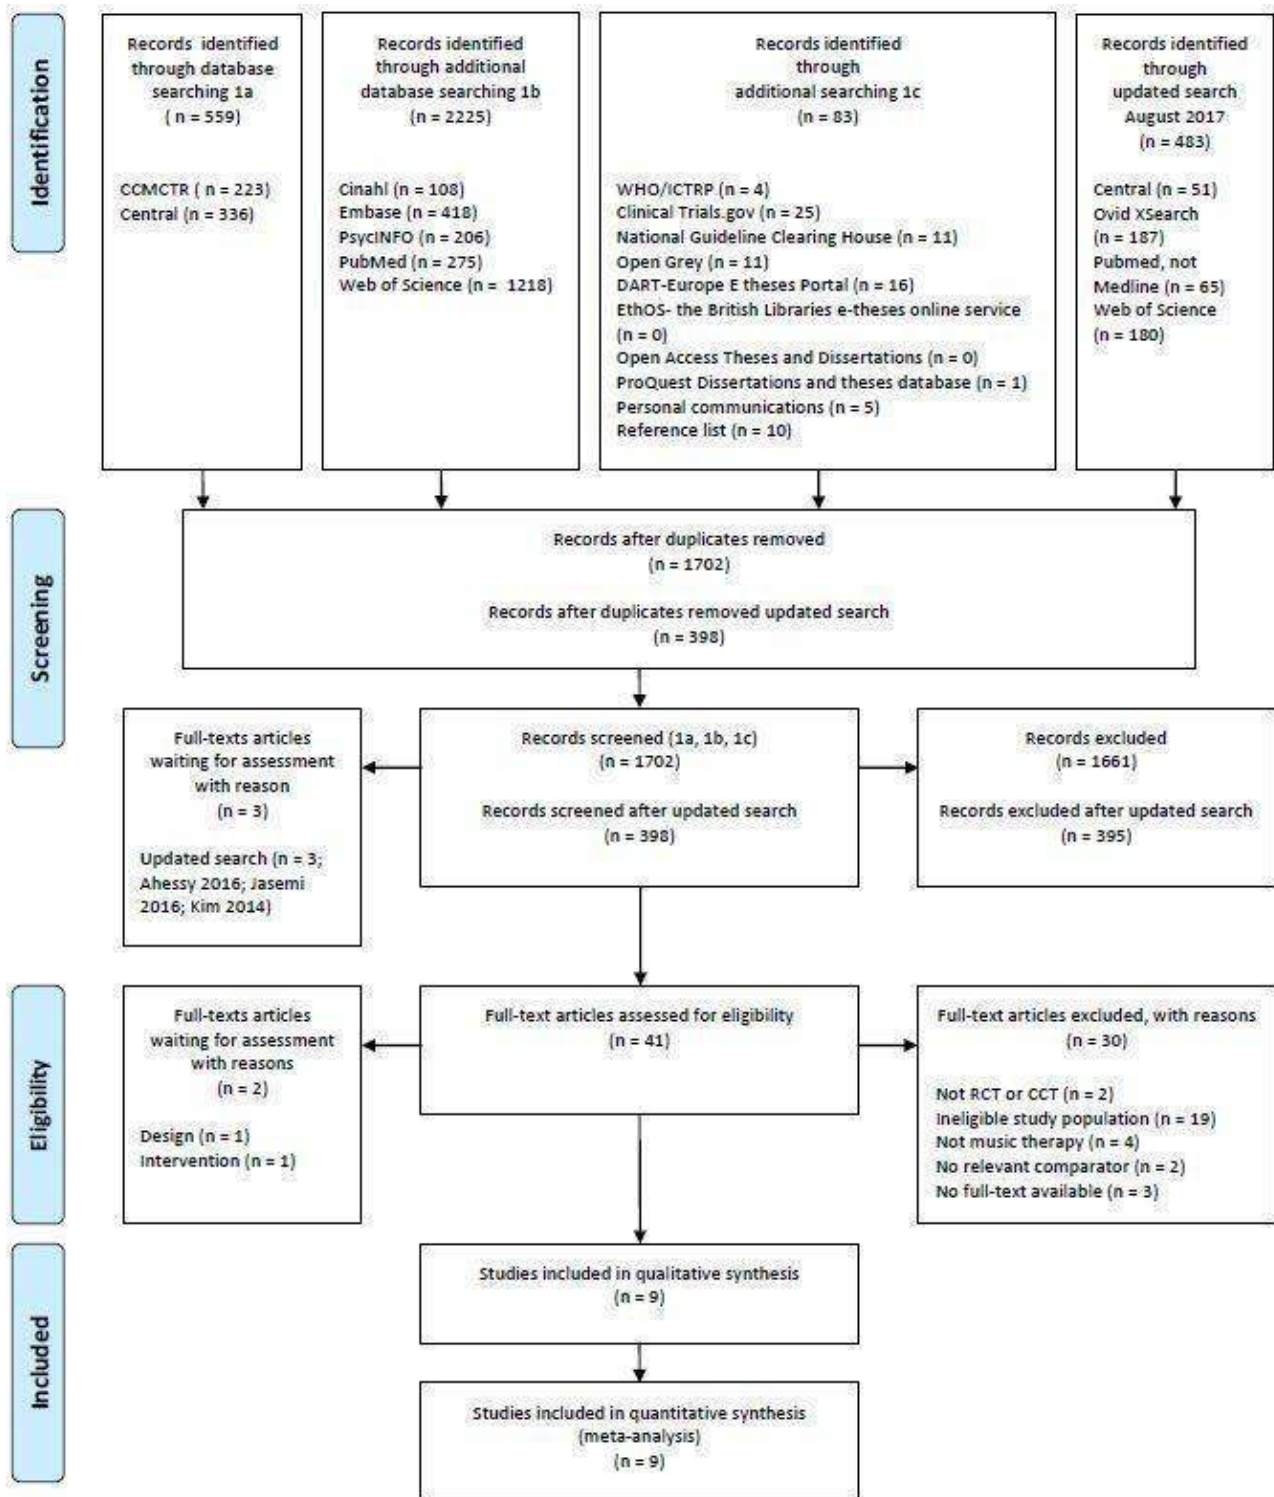 Identification
Records identified
through database
searching 1a
( n = 559)
CCMCTR ( n = 223)
Central (n = 336)
Records identified
through additional
database searching 1b
(n = 2225)
Cinahl (n = 108)
Embase (n = 418)
PsycINFO (n = 206)
PubMed (n = 275)
Web of Science (n = 1218)
Records identified
through
additional searching 1c
(n = 83)
WHO/ICTRP (n = 4)
Clinical Trials.gov (n = 25)
National Guideline Clearing House (n = 11)
Open Grey (n = 11)
DART-Europe E theses Portal (n = 16)
EthOS- the British Libraries e-theses online service
(n = 0)
Open Access Theses and Dissertations (n = 0)
ProQuest Dissertations and theses database (n = 1)
Personal communications (n = 5)
Reference list (n = 10)
Records identified
through
updated search
August 2017
(n = 483)
Central (n = 51)
Ovid XSearch
(n = 187)
Pubmed, not
Medline (n = 65)
Web of Science
(n = 180)
Screening
Records after duplicates removed
(n = 1702)
Records after duplicates removed updated search
(n = 398)
Full-texts articles
waiting for assessment
with reason
(n = 3)
Updated search (n = 3;
Ahessy 2016; Jasemi
2016; Kim 2014)
Records screened (1a, 1b, 1c)
(n = 1702)
Records screened after updated search
(n = 398)
Records excluded
(n = 1661)
Records excluded after updated search
(n = 395)
Eligibility
Full-texts articles
waiting for assessment
with reasons
(n = 2)
Design (n = 1)
Intervention (n = 1)
Full-text articles assessed for eligibility
(n = 41)
Full-text articles excluded, with reasons
(n = 30)
Not RCT or CCT (n = 2)
Ineligible study population (n = 19)
Not music therapy (n = 4)
No relevant comparator (n = 2)
No full-text available (n = 3)
Included
Studies included in qualitative synthesis
(n = 9)
Studies included in quantitative synthesis
(meta-analysis)
(n = 9)